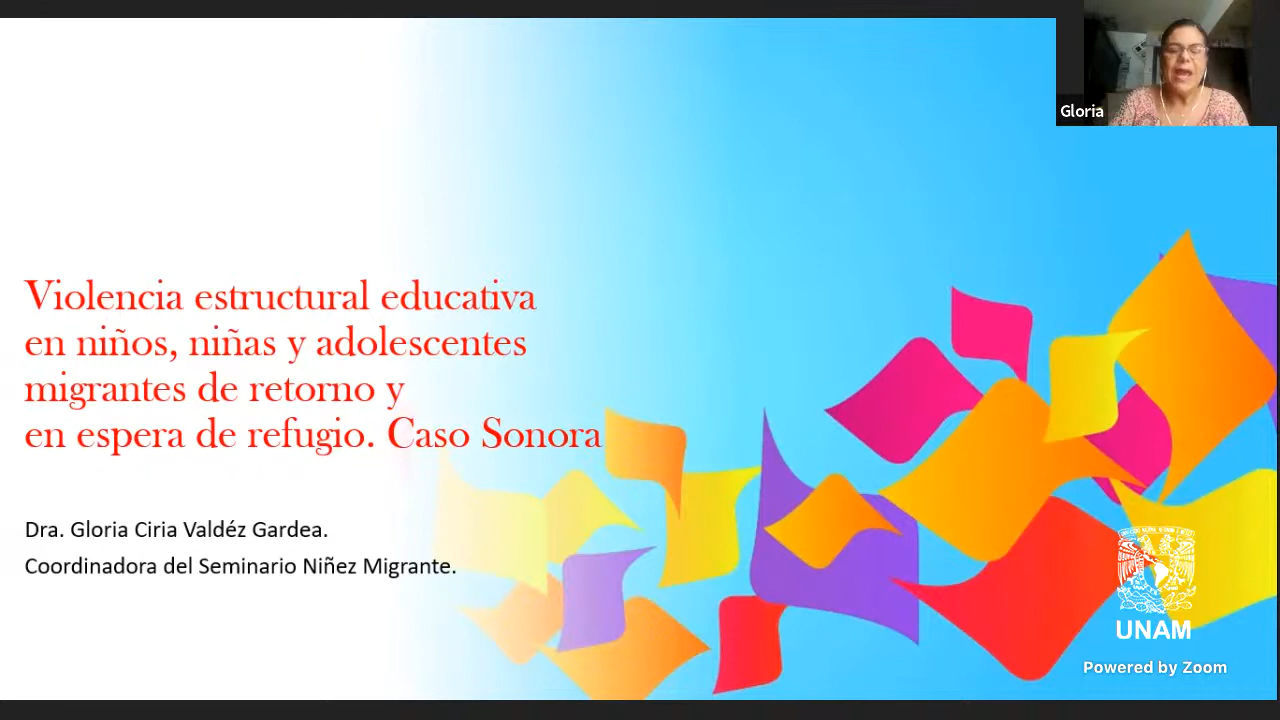 Gloria
Violencia estructural educativa
en niños, niñas y adolescentes
migrantes de retorno y
en espera de refugio. Caso Sonora
Dra. Gloria Ciria Valdéz Gardea.
Coordinadora del Seminario Niñez Migrante.
UNAM
Powered by Zoom